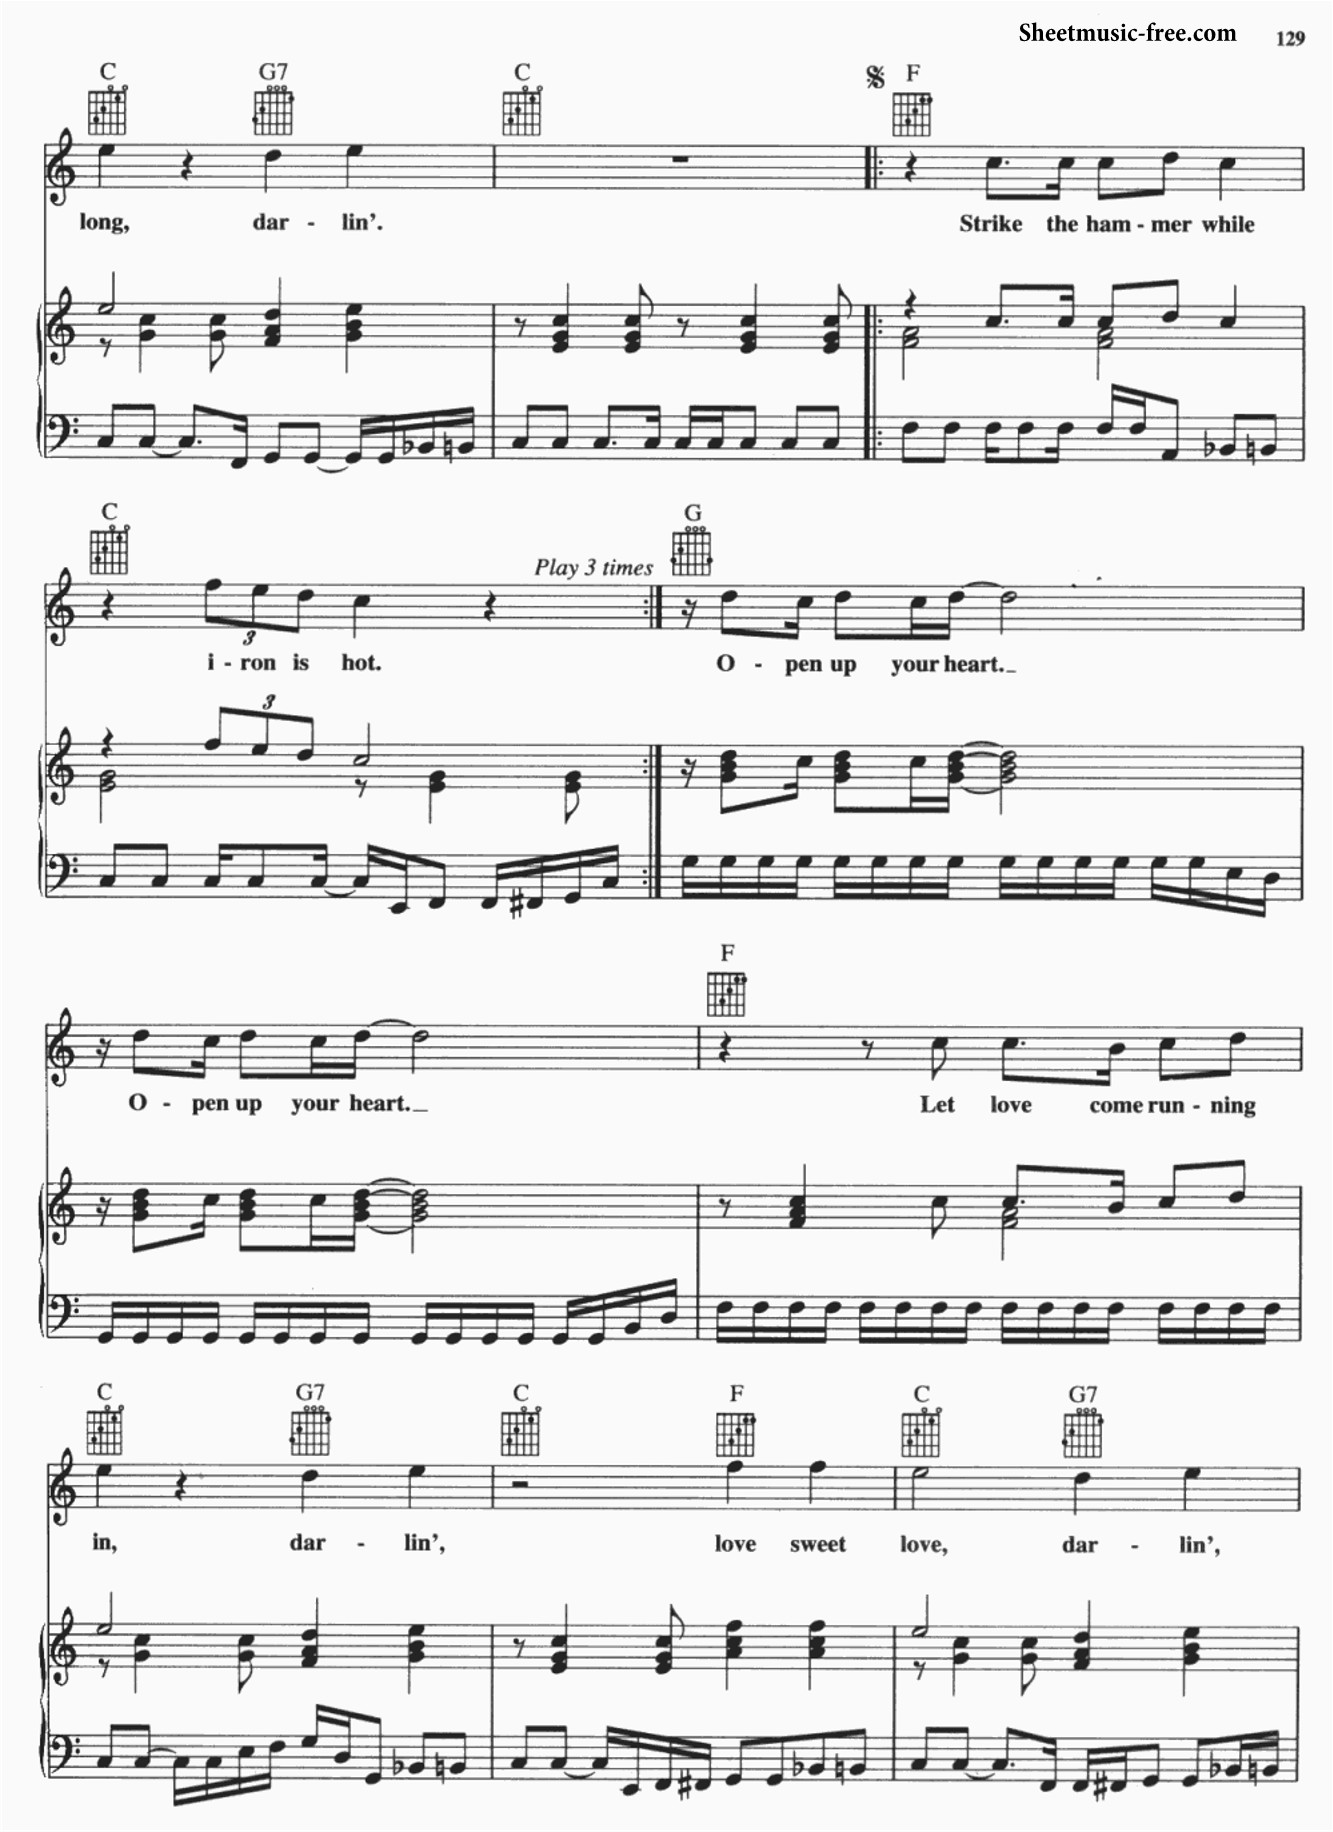 Sheetmusic-free.com 129
C G7 C F
long, dar - lin'. Strike the ham - mer while
C Play 3 times G
3
i - ron is hot. O - pen up your heart.
3
F
O - pen up your heart. Let love come run - ning
C G7 C F C G7
in, dar - lin', love sweet love, dar - lin',